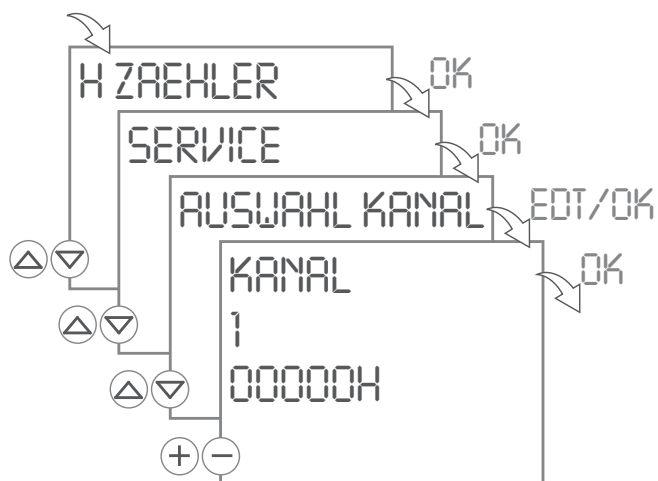 H ZAEHLER
OK
SERVICE
OK
AUSWAHL KANAL
EDT/OK
KANAL
OK
1
00000H